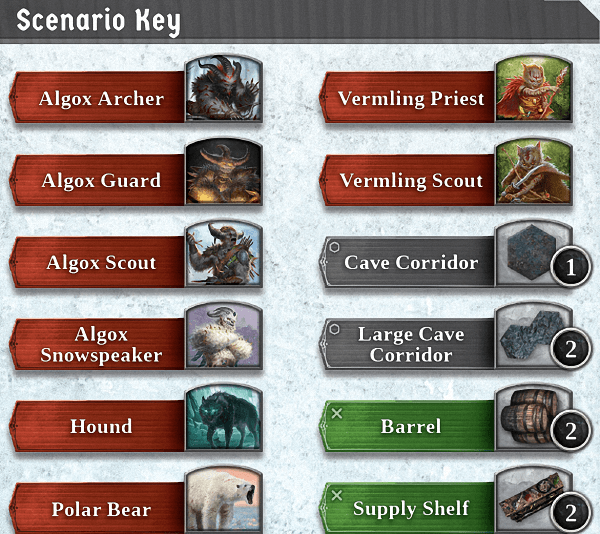 Scenario Key
Algox Archer
Algox Guard
Algox Scout
Algox
Snowspeaker
Hound
Polar Bear
Vermling Priest
Vermling Scout
Cave Corridor
1
Large Cave
Corridor
2
Barrel
2
Supply Shelf
2